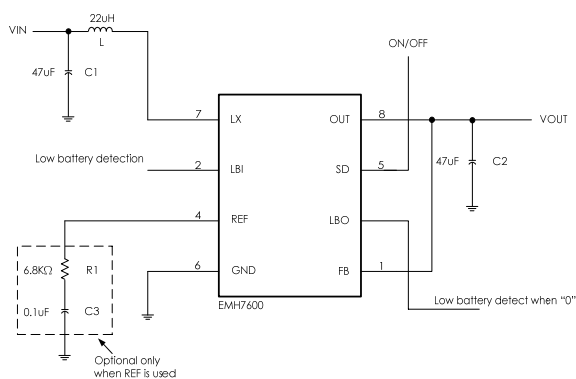 22uH
VIN
L
ON/OFF
47uF C1
7 LX OUT 8 VOUT
Low battery detection
2 LBI SD 5 47uF C2
4 REF LBO
6.8KΩ R1
6 GND FB 1
0.1uF C3
EMH7600
Low battery detect when “0”
Optional only
when REF is used